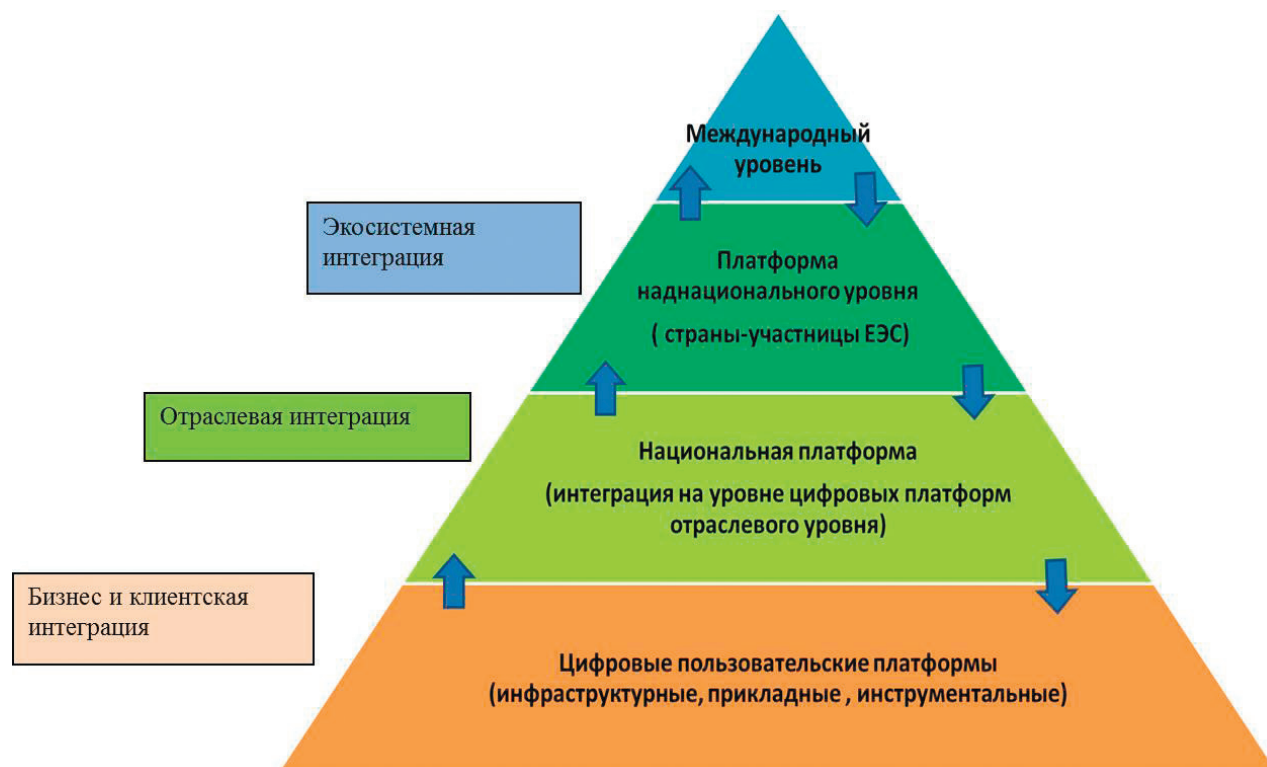 Международный
уровень
Экосистемная
интеграция
Платформа
наднационального уровня
( страны-участницы ЕЭС)
Отраслевая интеграция
Национальная платформа
(интеграция на уровне цифровых платформ
отраслевого уровня)
Бизнес и клиентская
интеграция
Цифровые пользовательские платформы
(инфраструктурные, прикладные , инструментальные)